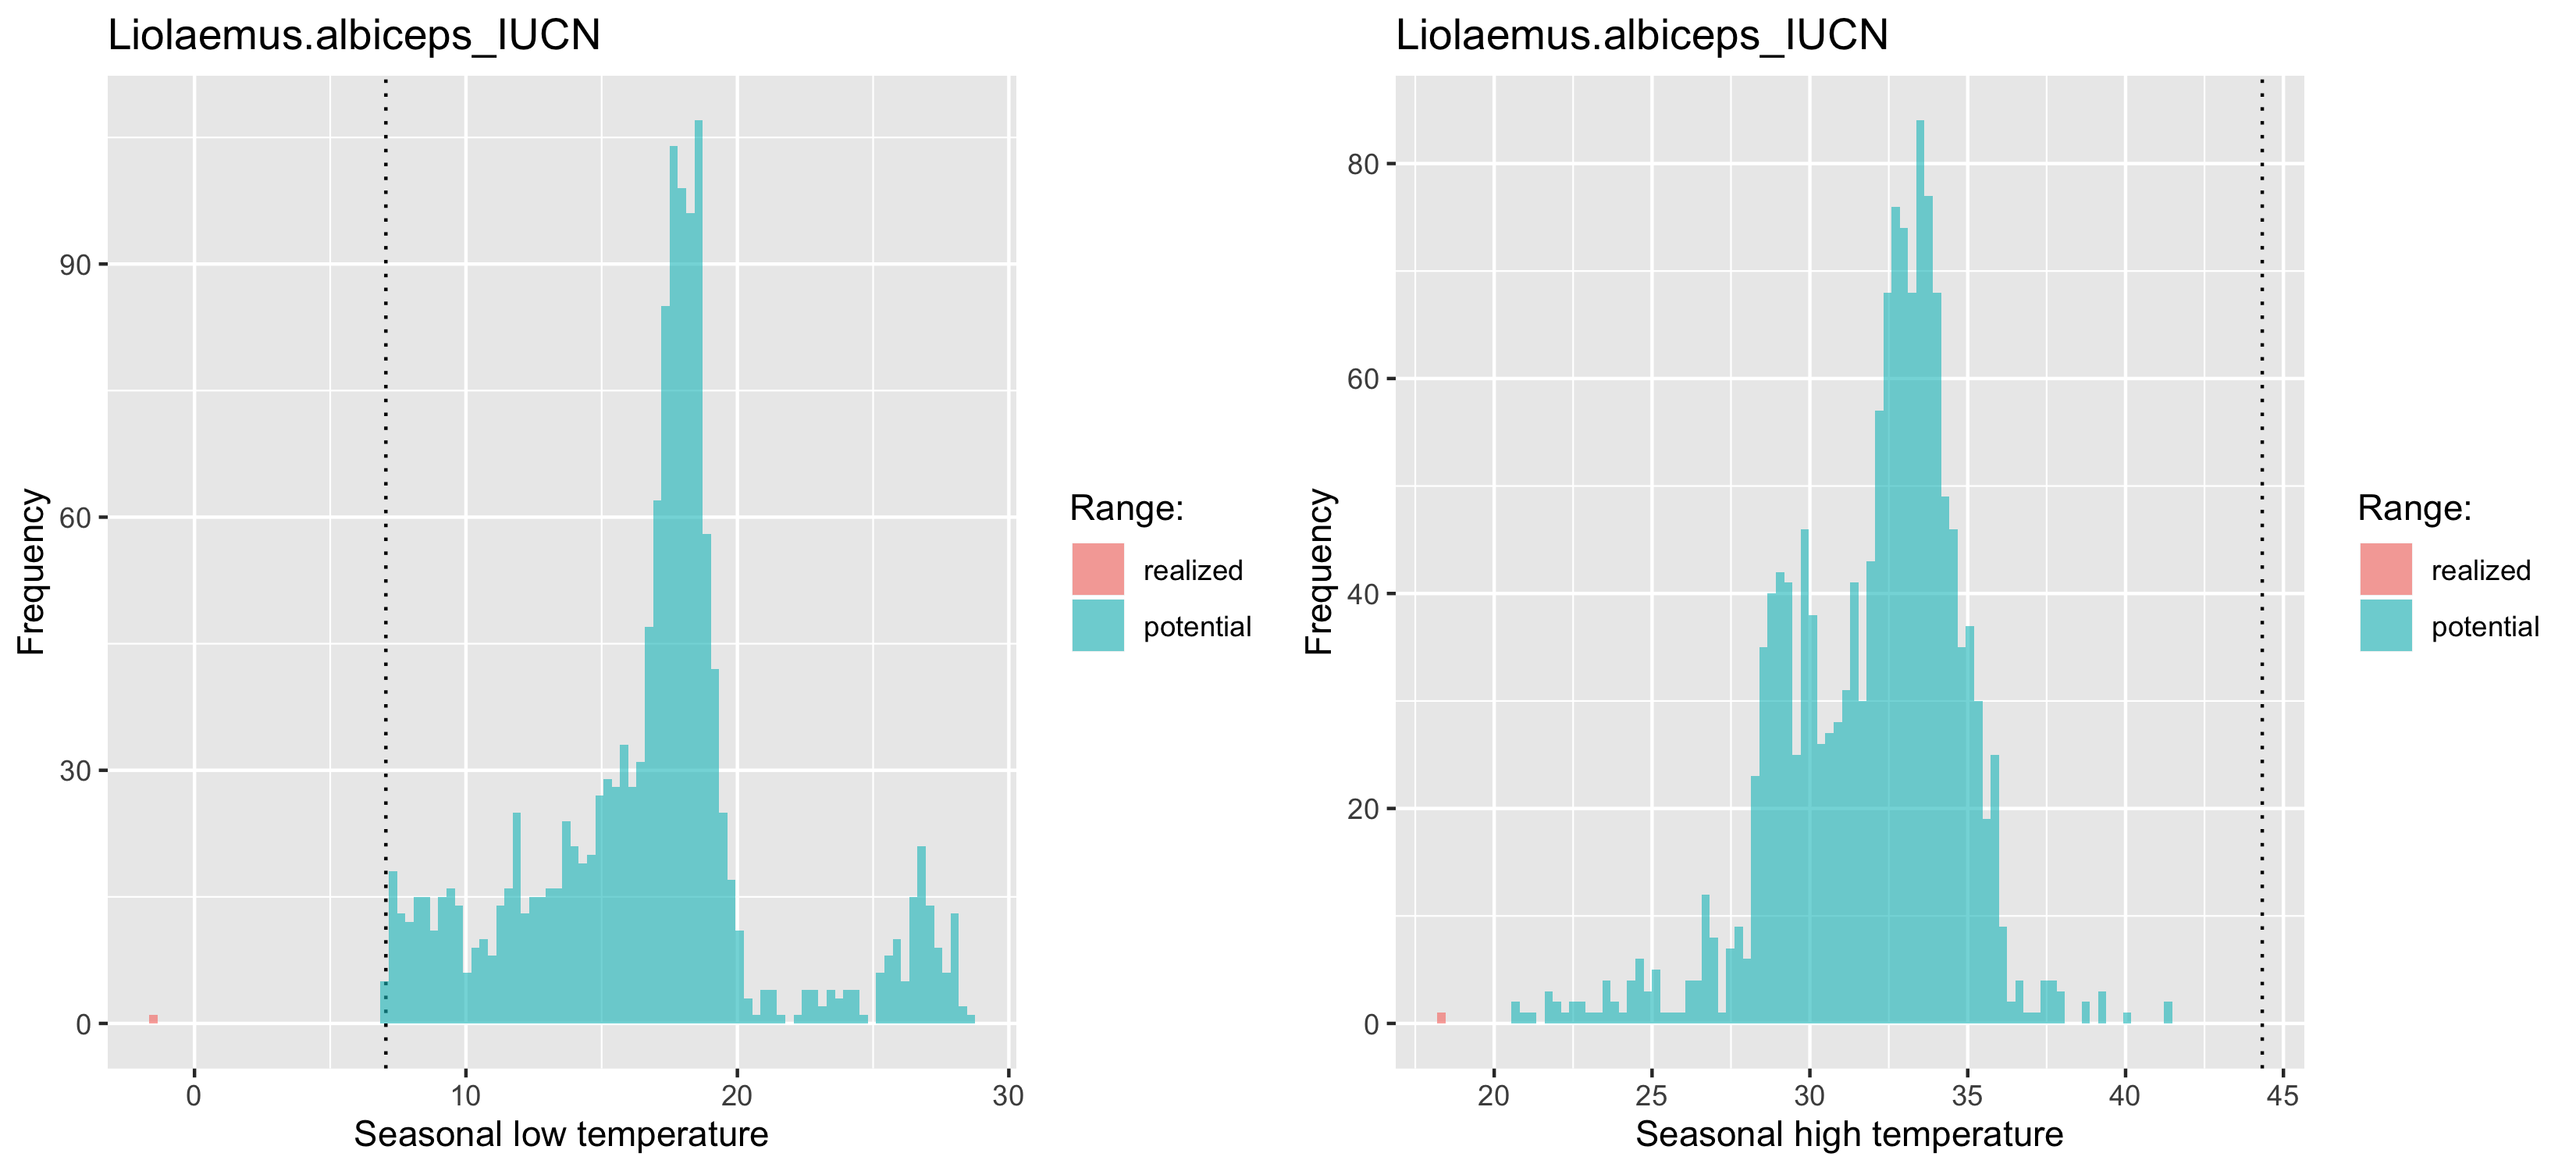 Liolaemus.albiceps_IUCN
Frequency
90
60
30
0
0 10 20 30
Seasonal low temperature
Range:
realized
potential
Liolaemus.albiceps_IUCN
Frequency
80
60
40
20
0
20 25 30 35 40 45
Seasonal high temperature
Range:
realized
potential